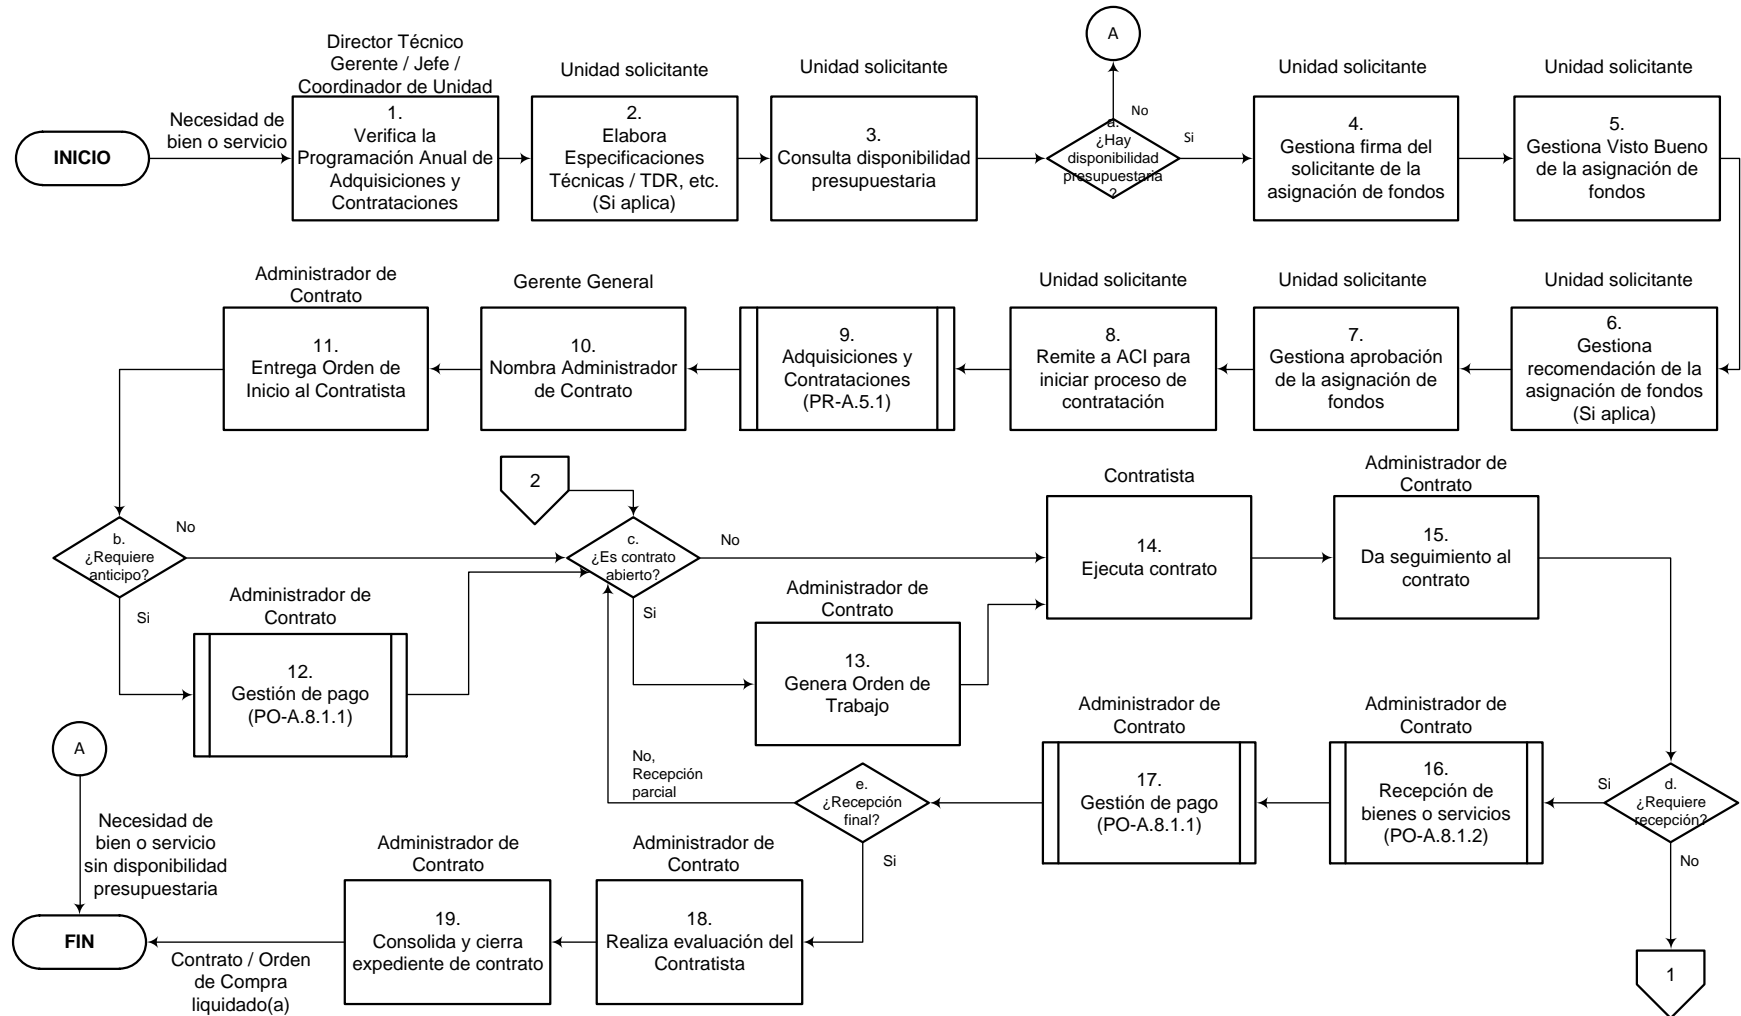 INICIO
Necesidad de
bien o servicio
Director Técnico
Gerente / Jefe /
Coordinador de Unidad
1.
Verifica la
Programación Anual de
Adquisiciones y
Contrataciones
Unidad solicitante
2.
Elabora
Especificaciones
Técnicas / TDR, etc.
(Si aplica)
Unidad solicitante
3.
Consulta disponibilidad
presupuestaria
A
No
a.
¿Hay
disponibilidad
presupuestaria
?
Si
Unidad solicitante
4.
Gestiona firma del
solicitante de la
asignación de fondos
Unidad solicitante
5.
Gestiona Visto Bueno
de la asignación de
fondos
Unidad solicitante
6.
Gestiona
recomendación de la
asignación de fondos
(Si aplica)
Unidad solicitante
7.
Gestiona aprobación
de la asignación de
fondos
Unidad solicitante
8.
Remite a ACI para
iniciar proceso de
contratación
9.
Adquisiciones y
Contrataciones
(PR-A.5.1)
Gerente General
10.
Nombra Administrador
de Contrato
Administrador de
Contrato
11.
Entrega Orden de
Inicio al Contratista
b.
¿Requiere
anticipo?
No
Si
Administrador de
Contrato
12.
Gestión de pago
(PO-A.8.1.1)
2
c.
¿Es contrato
abierto?
No
Si
Administrador de
Contrato
13.
Genera Orden de
Trabajo
Contratista
14.
Ejecuta contrato
Administrador de
Contrato
15.
Da seguimiento al
contrato
d.
¿Requiere
recepción?
Si
No
1
Administrador de
Contrato
16.
Recepción de
bienes o servicios
(PO-A.8.1.2)
Administrador de
Contrato
17.
Gestión de pago
(PO-A.8.1.1)
e.
¿Recepción
final?
No,
Recepción
parcial
Si
Administrador de
Contrato
18.
Realiza evaluación del
Contratista
Administrador de
Contrato
19.
Consolida y cierra
expediente de contrato
Contrato / Orden
de Compra
liquidado(a)
A
Necesidad de
bien o servicio
sin disponibilidad
presupuestaria
FIN